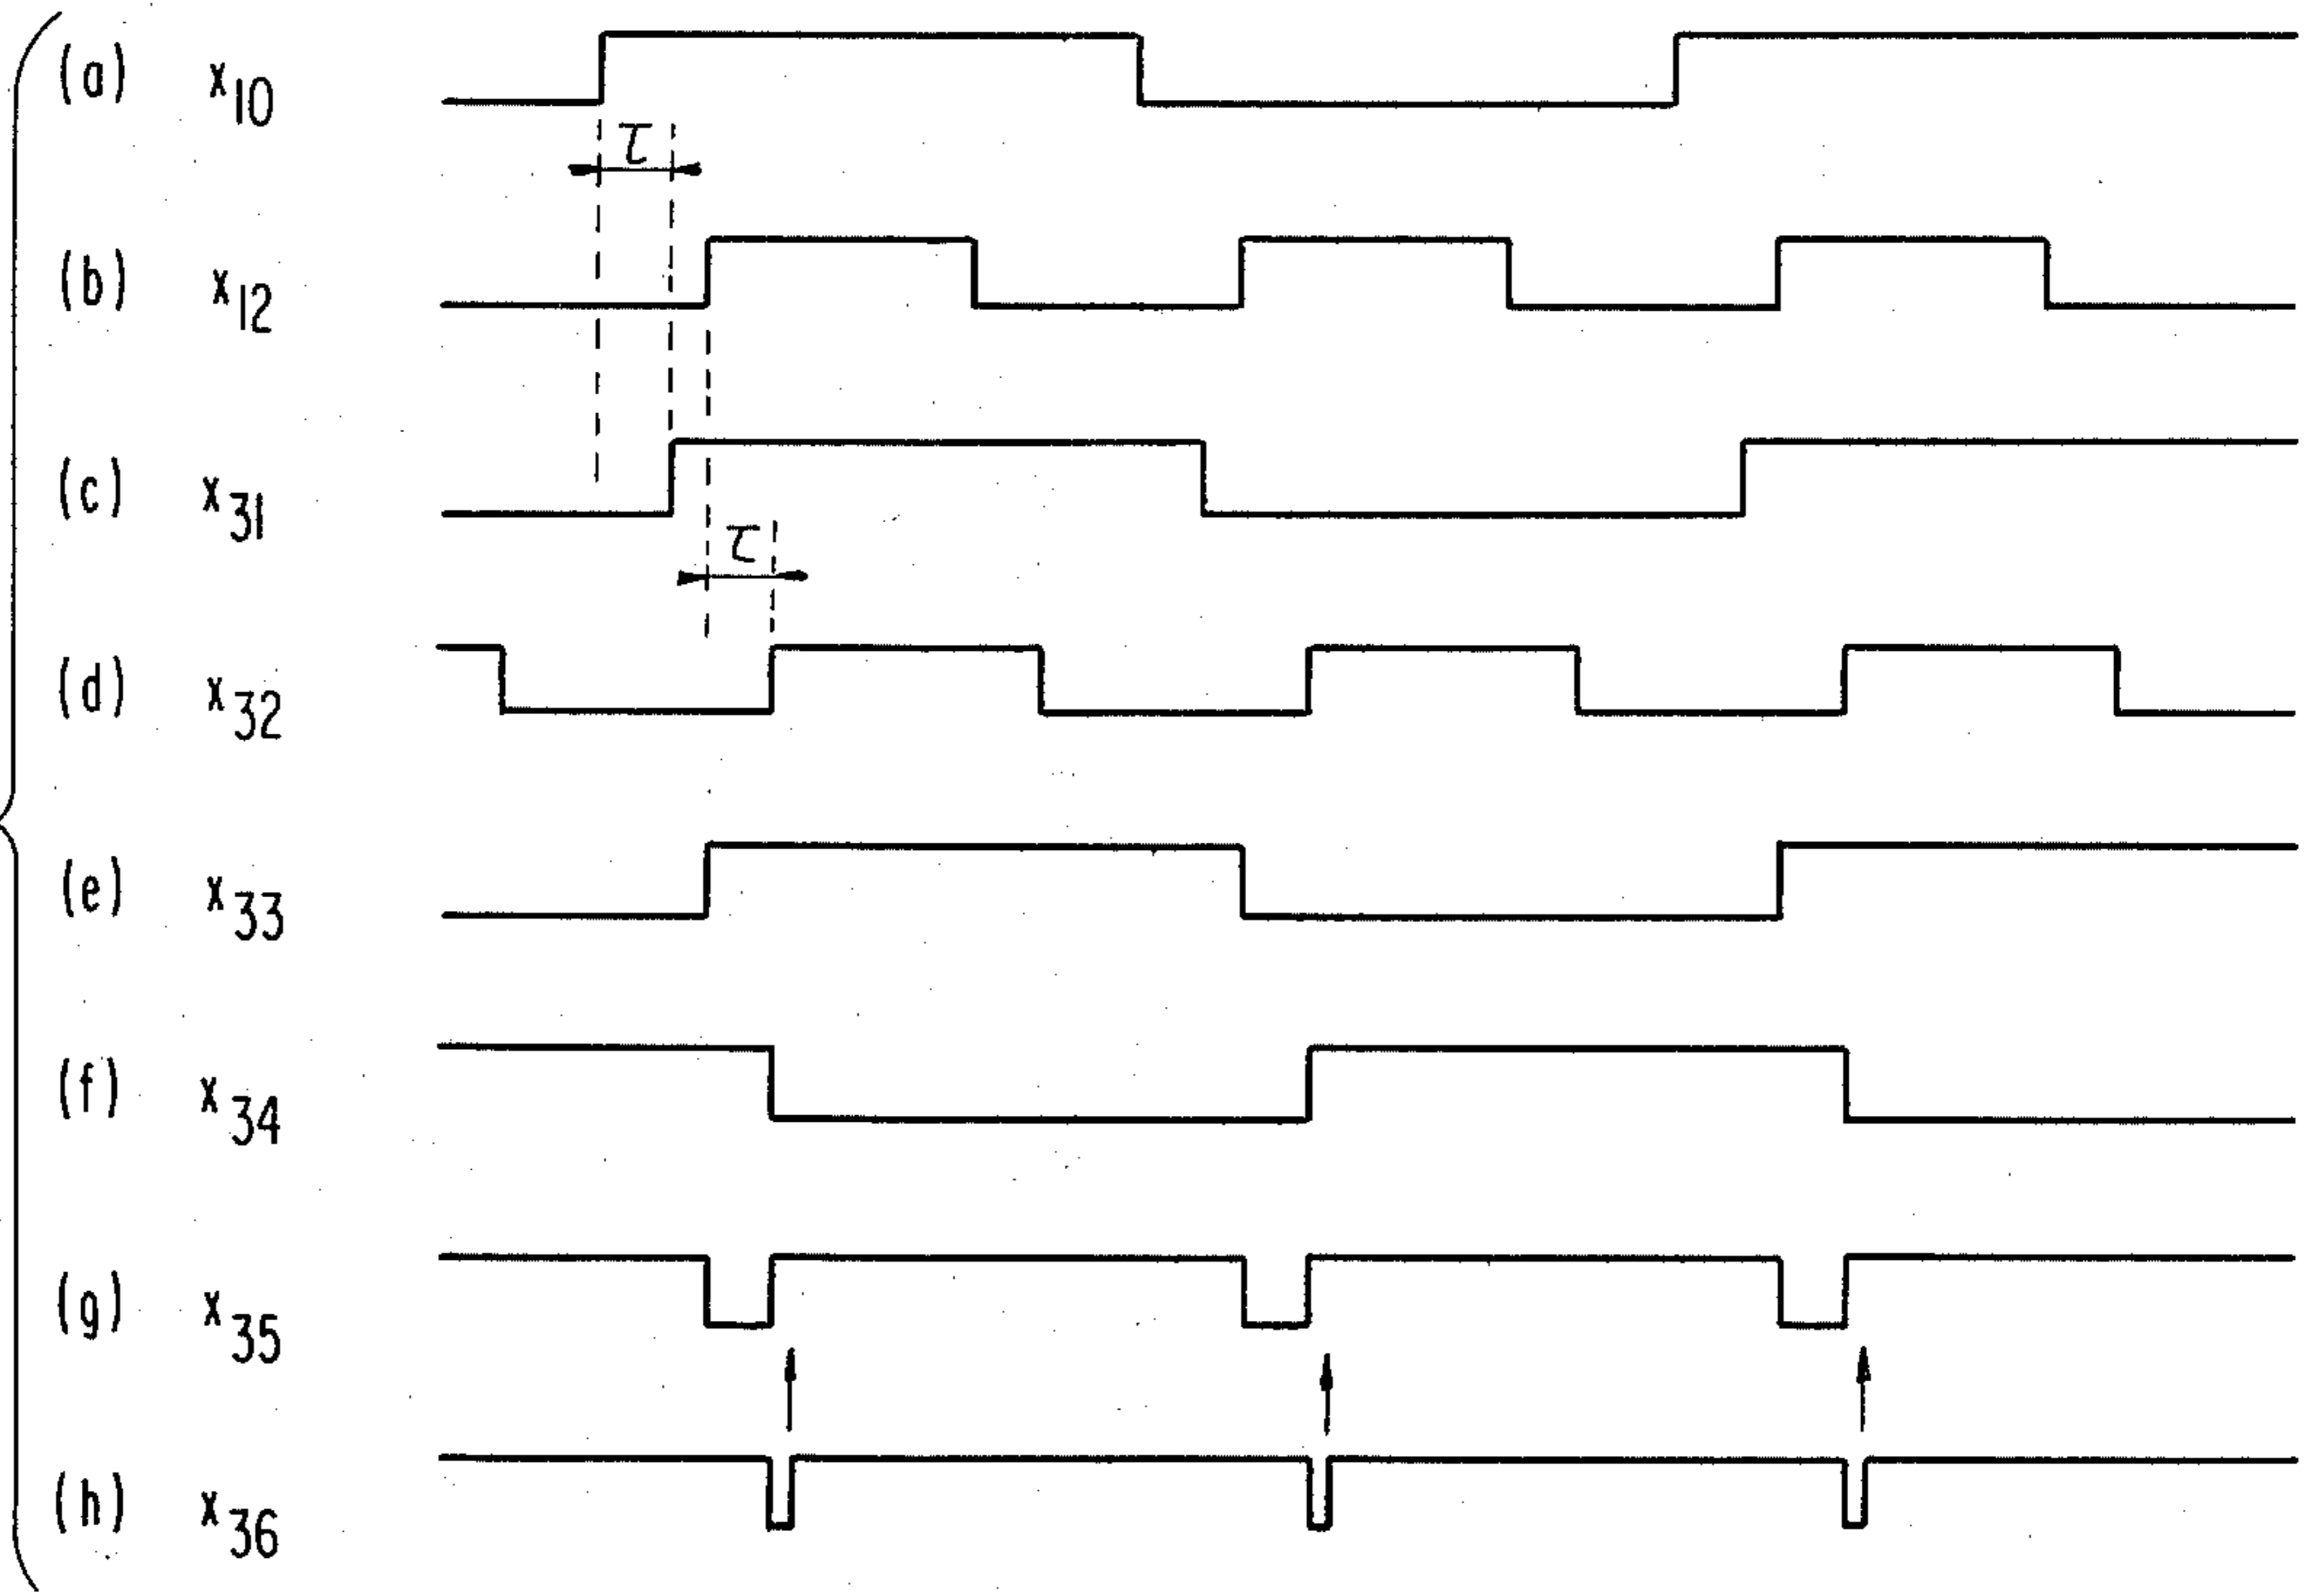 (a) x10
τ
(b) x12
(c) x31
τ
(d) x32
(e) x33
(f) x34
(g) x35
(h) x36